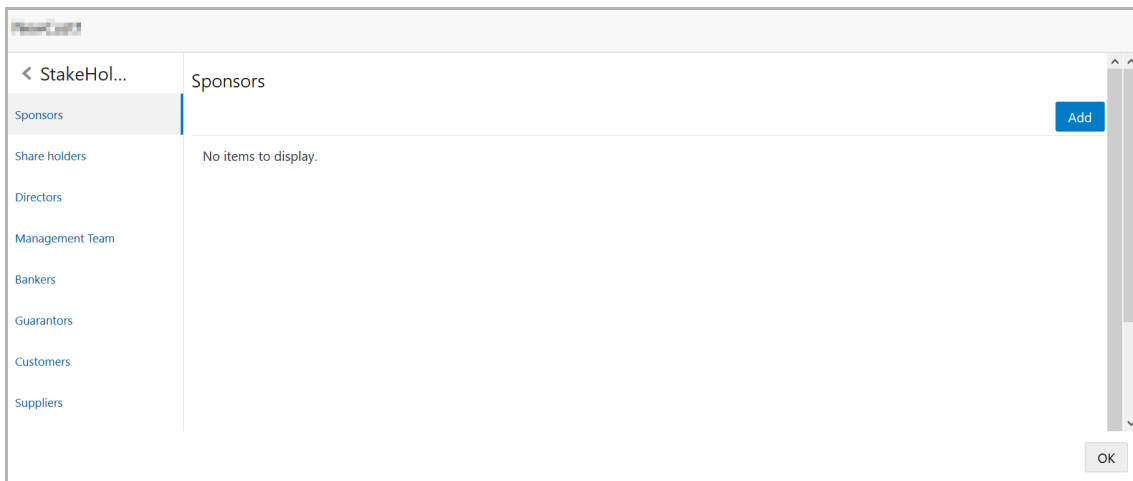 StakeHol...
Sponsors
Share holders
Directors
Management Team
Bankers
Guarantors
Customers
Suppliers
Sponsors
Add
No items to display.
OK